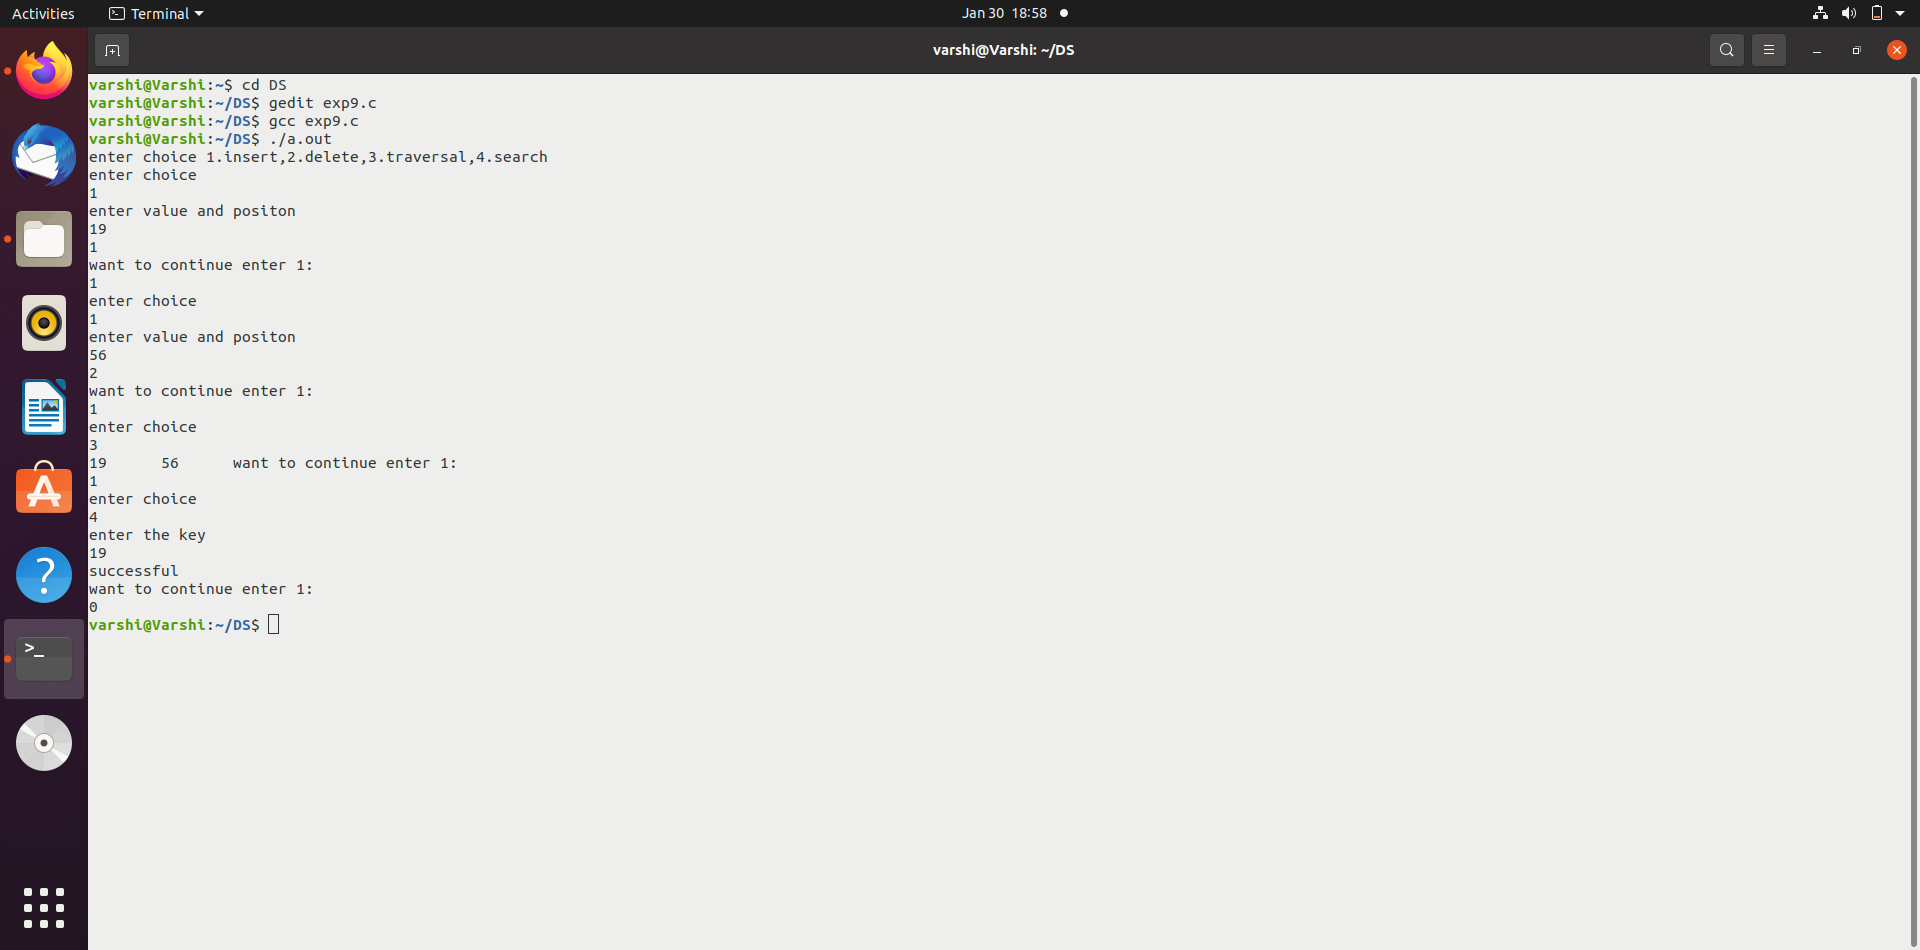 Activities Terminal Jan 30 18:58
varshi@Varshi: ~/DS
varshi@Varshi:~$ cd DS
varshi@Varshi:~/DS$ gedit exp9.c
varshi@Varshi:~/DS$ gcc exp9.c
varshi@Varshi:~/DS$ ./a.out
enter choice 1.insert,2.delete,3.traversal,4.search
enter choice
1
enter value and positon
19
1
want to continue enter 1:
1
enter choice
1
enter value and positon
56
2
want to continue enter 1:
1
enter choice
3
19      56      want to continue enter 1:
1
enter choice
4
enter the key
19
successful
want to continue enter 1:
0
varshi@Varshi:~/DS$